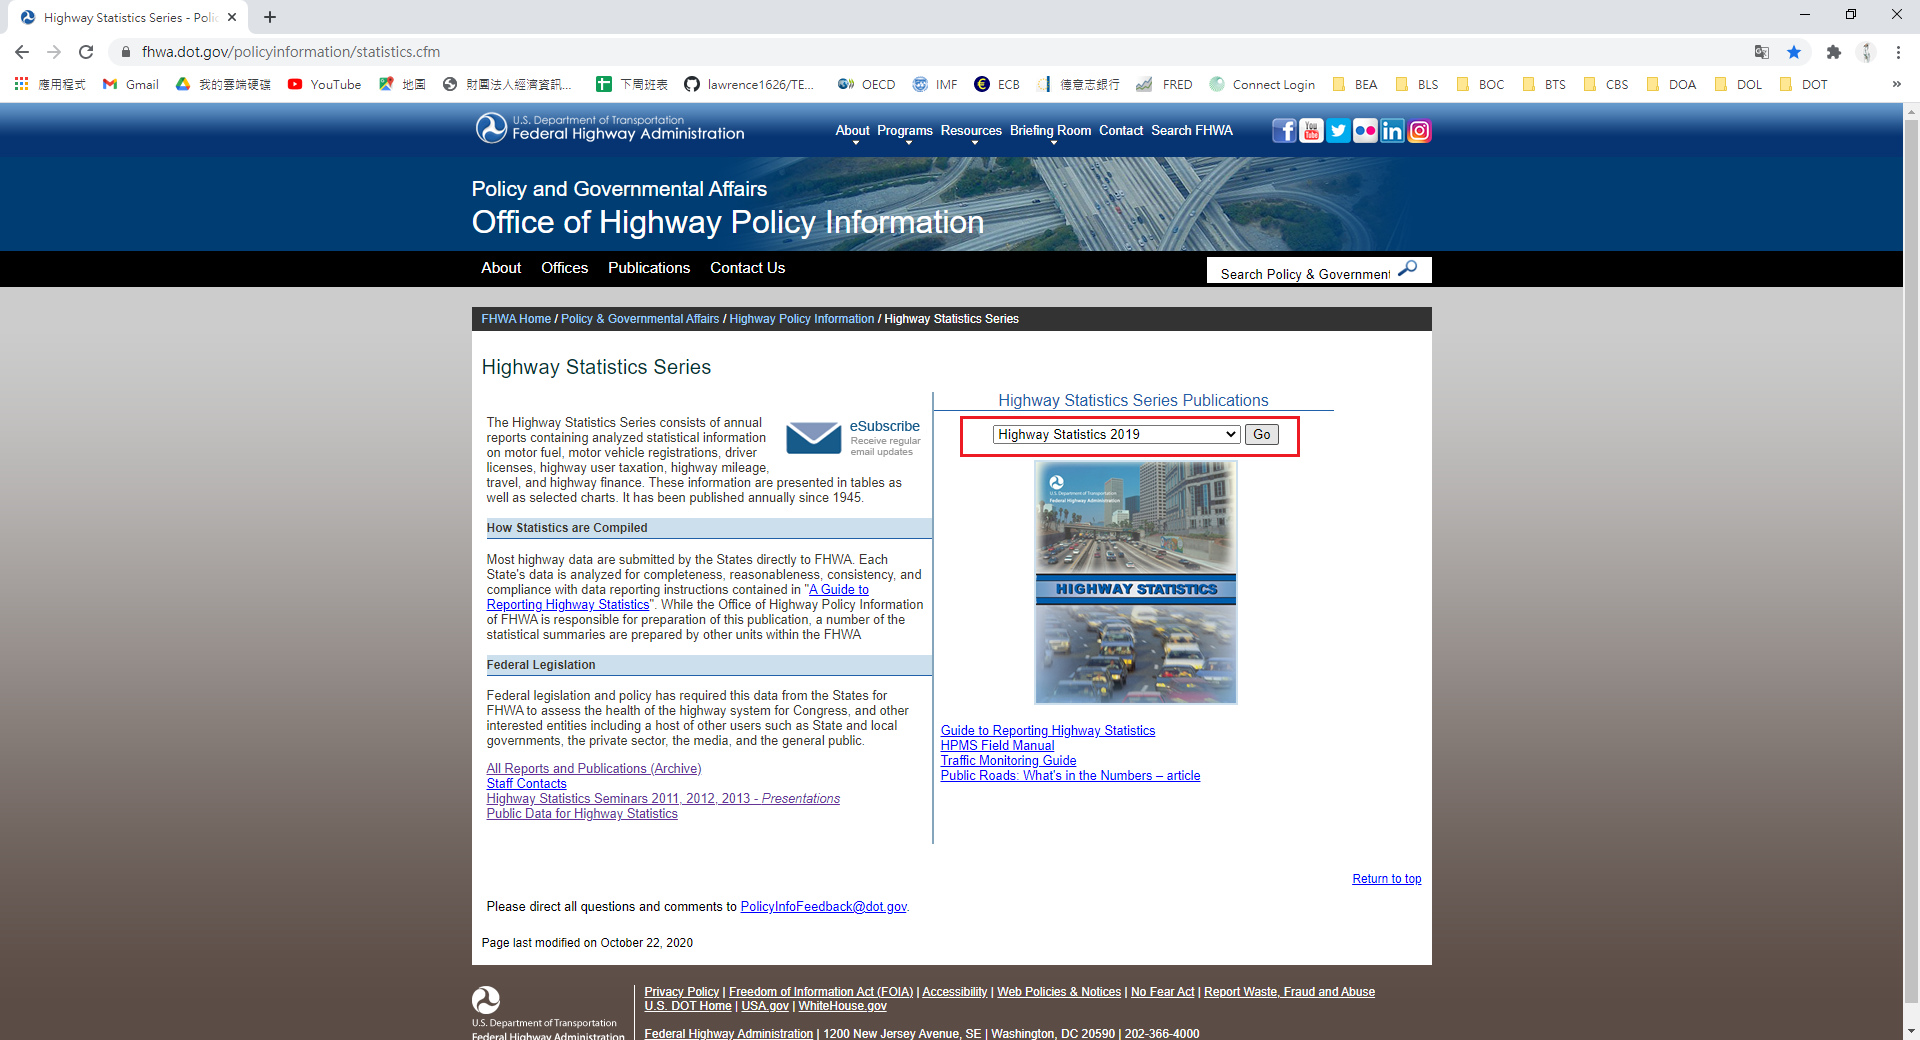 Highway Statistics Series - Polic
fhwa.dot.gov/policyinformation/statistics.cfm
應用程式
Gmail
我的雲端硬碟
YouTube
地圖
財團法人經濟資訊...
下周班表
lawrence1626/TE...
OECD
IMF
ECB
德意志銀行
FRED
Connect Login
BEA
BLS
BOC
BTS
CBS
DOA
DOL
DOT
»
U.S. Department of Transportation
Federal Highway Administration
About Programs Resources Briefing Room Contact Search FHWA
Policy and Governmental Affairs
Office of Highway Policy Information
About Offices Publications Contact Us
Search Policy & Government
FHWA Home / Policy & Governmental Affairs / Highway Policy Information / Highway Statistics Series
Highway Statistics Series
The Highway Statistics Series consists of annual
reports containing analyzed statistical information
on motor fuel, motor vehicle registrations, driver
licenses, highway user taxation, highway mileage,
travel, and highway finance. These information are presented in tables as
well as selected charts. It has been published annually since 1945.
eSubscribe
Receive regular
email updates
How Statistics are Compiled
Most highway data are submitted by the States directly to FHWA. Each
State's data is analyzed for completeness, reasonableness, consistency, and
compliance with data reporting instructions contained in "A Guide to
Reporting Highway Statistics". While the Office of Highway Policy Information
of FHWA is responsible for preparation of this publication, a number of the
statistical summaries are prepared by other units within the FHWA
Federal Legislation
Federal legislation and policy has required this data from the States for
FHWA to assess the health of the highway system for Congress, and other
interested entities including a host of other users such as State and local
governments, the private sector, the media, and the general public.
All Reports and Publications (Archive)
Staff Contacts
Highway Statistics Seminars 2011, 2012, 2013 - Presentations
Public Data for Highway Statistics
Highway Statistics Series Publications
Highway Statistics 2019
Go
U.S. Department of Transportation
Federal Highway Administration
HIGHWAY STATISTICS
Guide to Reporting Highway Statistics
HPMS Field Manual
Traffic Monitoring Guide
Public Roads: What's in the Numbers – article
Return to top
Please direct all questions and comments to PolicyInfoFeedback@dot.gov.
Page last modified on October 22, 2020
U.S. Department of Transportation
Federal Highway Administration
Privacy Policy | Freedom of Information Act (FOIA) | Accessibility | Web Policies & Notices | No Fear Act | Report Waste, Fraud and Abuse
U.S. DOT Home | USA.gov | WhiteHouse.gov
Federal Highway Administration | 1200 New Jersey Avenue, SE | Washington, DC 20590 | 202-366-4000